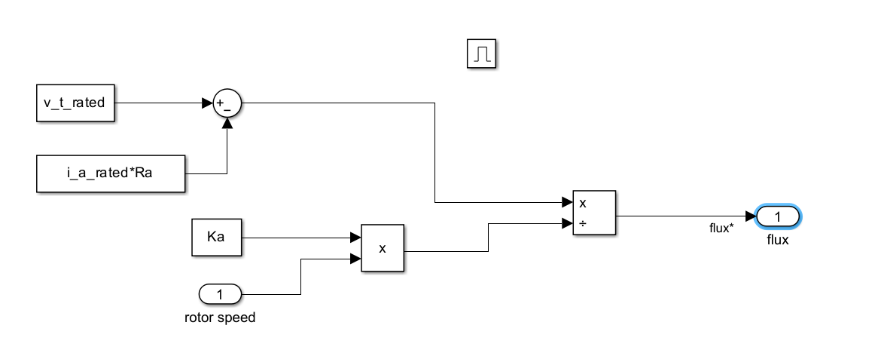 v_t_rated
+
_
i_a_rated*Ra
Ka
x
1
rotor speed
x
÷
flux*
1
flux